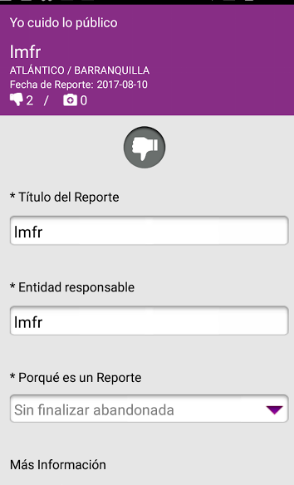 Yo cuido lo público
lmfr
ATLÁNTICO / BARRANQUILLA
Fecha de Reporte: 2017-08-10
2 / 0
* Título del Reporte
lmfr
* Entidad responsable
lmfr
* Porqué es un Reporte
Sin finalizar abandonada
Más Información